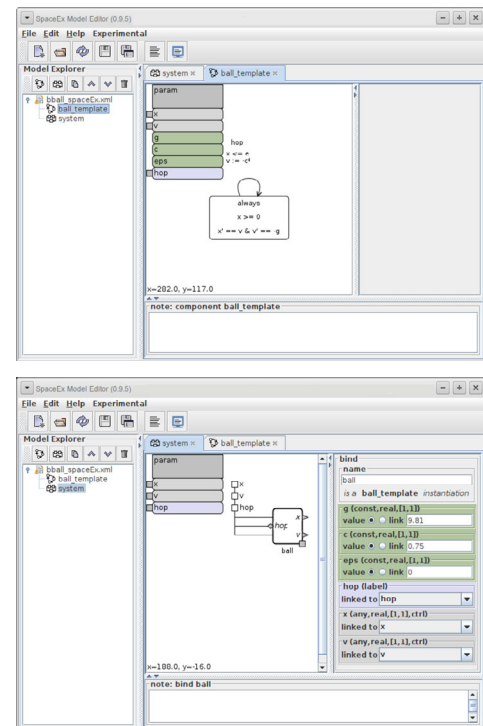 SpaceEx Model Editor (0.9.5)
File Edit Help Experimental
Model Explorer
system ×
ball_template ×
bball_spaceEx.xml
ball_template
system
param
x
v
g
c
eps
hop
hop
always
x >= 0
x' == v & v' == -g
x=282.0, y=117.0
note: component ball_template
SpaceEx Model Editor (0.9.5)
File Edit Help Experimental
Model Explorer
system ×
ball_template ×
bball_spaceEx.xml
ball_template
system
param
x
v
hop
x
v
hop
hop
x
v
ball
x=188.0, y=-16.0
bind
name
ball
is a ball_template instantiation
g (const,real,[1,1])
value link 9.81
c (const,real,[1,1])
value link 0.75
eps (const,real,[1,1])
value link 0
hop (label)
linked to hop
x (any,real,[1,1],ctrl)
linked to x
v (any,real,[1,1],ctrl)
linked to v
note: bind ball